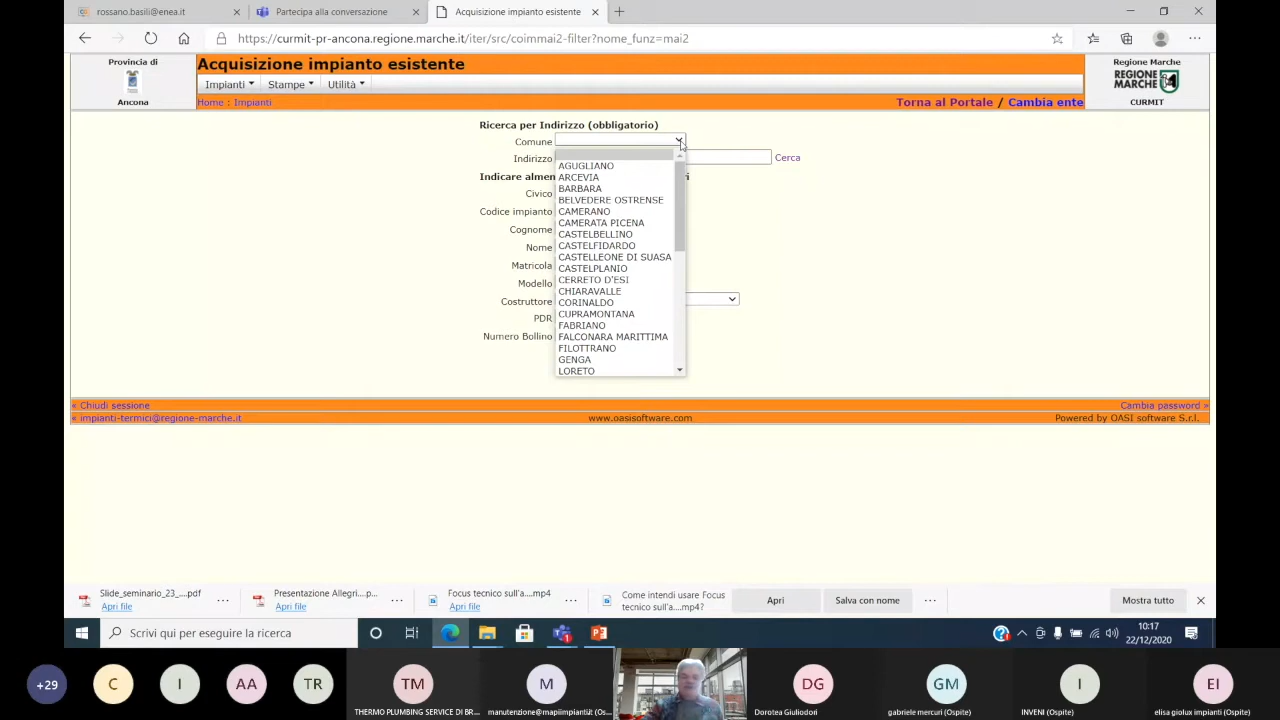 rossano.basili@enea.it
Partecipa alla conversazione
Acquisizione impianto esistente
https://curmit-pr-ancona.regione.marche.it/iter/src/coimmai2-filter?nome_funz=mai2
Provincia di
Ancona
Acquisizione impianto esistente
Impianti Stampe Utilità
Home : Impianti
Torna al Portale / Cambia ente
Regione Marche
REGIONE MARCHE
CURMIT
Ricerca per Indirizzo (obbligatorio)
Comune
Indirizzo
Cerca
Indicare almen
ri
Civico
Codice impianto
Cognome
Nome
Matricola
Modello
Costruttore
PDR
Numero Bollino
AGUGLIANO
ARCEVIA
BARBARA
BELVEDERE OSTRENSE
CAMERANO
CAMERATA PICENA
CASTELBELLINO
CASTELFIDARDO
CASTELLEONE DI SUASA
CASTELPLANIO
CERRETO D'ESI
CHIARAVALLE
CORINALDO
CUPRAMONTANA
FABRIANO
FALCONARA MARITTIMA
FILOTTRANO
GENGA
LORETO
« Chiudi sessione
Cambia password »
« impianti-termici@regione-marche.it
www.oasisoftware.com
Powered by OASI software S.r.l.
Slide_seminario_23_....pdf
Apri file
Presentazione Allegri....p...
Apri file
Focus tecnico sull'a....mp4
Apri file
Come intendi usare Focus
tecnico sull'a....mp4?
Apri
Salva con nome
Mostra tutto
Scrivi qui per eseguire la ricerca
10:17
22/12/2020
+29
C
I
AA
TR
TM
THERMO PLUMBING SERVICE DI BR...
M
manutenzione@mapiimpianti.it (Os...
DG
Dorotea Giuliodori
GM
gabriele mercuri (Ospite)
I
INVENI (Ospite)
EI
elisa giolux impianti (Ospite)